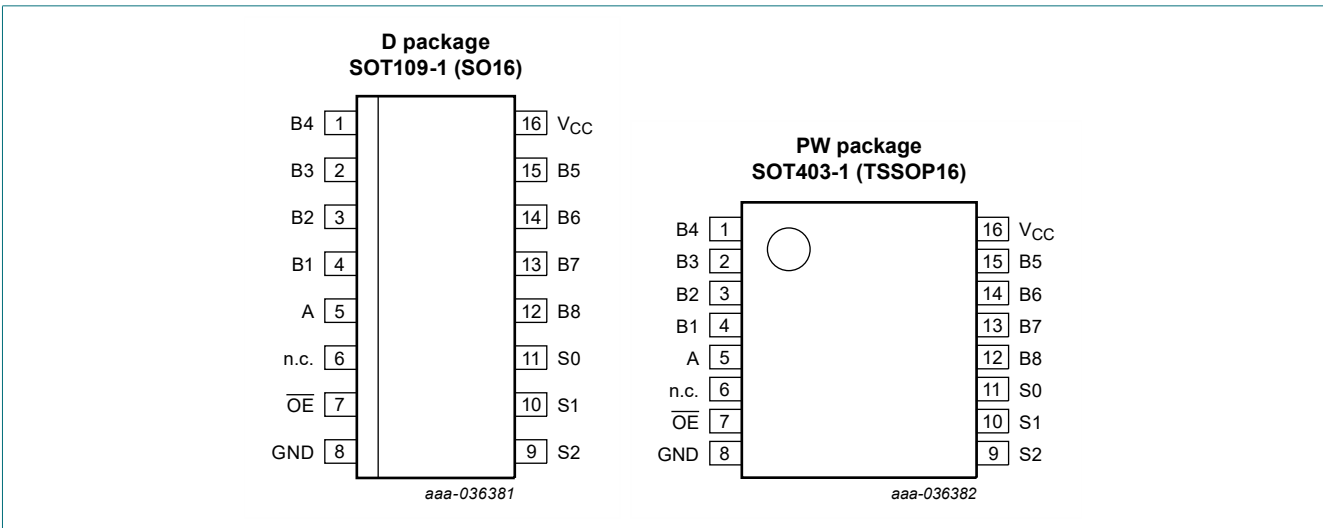 D package
SOT109-1 (SO16)
B4 1 16 VCC
B3 2 15 B5
B2 3 14 B6
B1 4 13 B7
A 5 12 B8
n.c. 6 11 S0
OE 7 10 S1
GND 8 9 S2
aaa-036381
PW package
SOT403-1 (TSSOP16)
B4 1 16 VCC
B3 2 15 B5
B2 3 14 B6
B1 4 13 B7
A 5 12 B8
n.c. 6 11 S0
OE 7 10 S1
GND 8 9 S2
aaa-036382